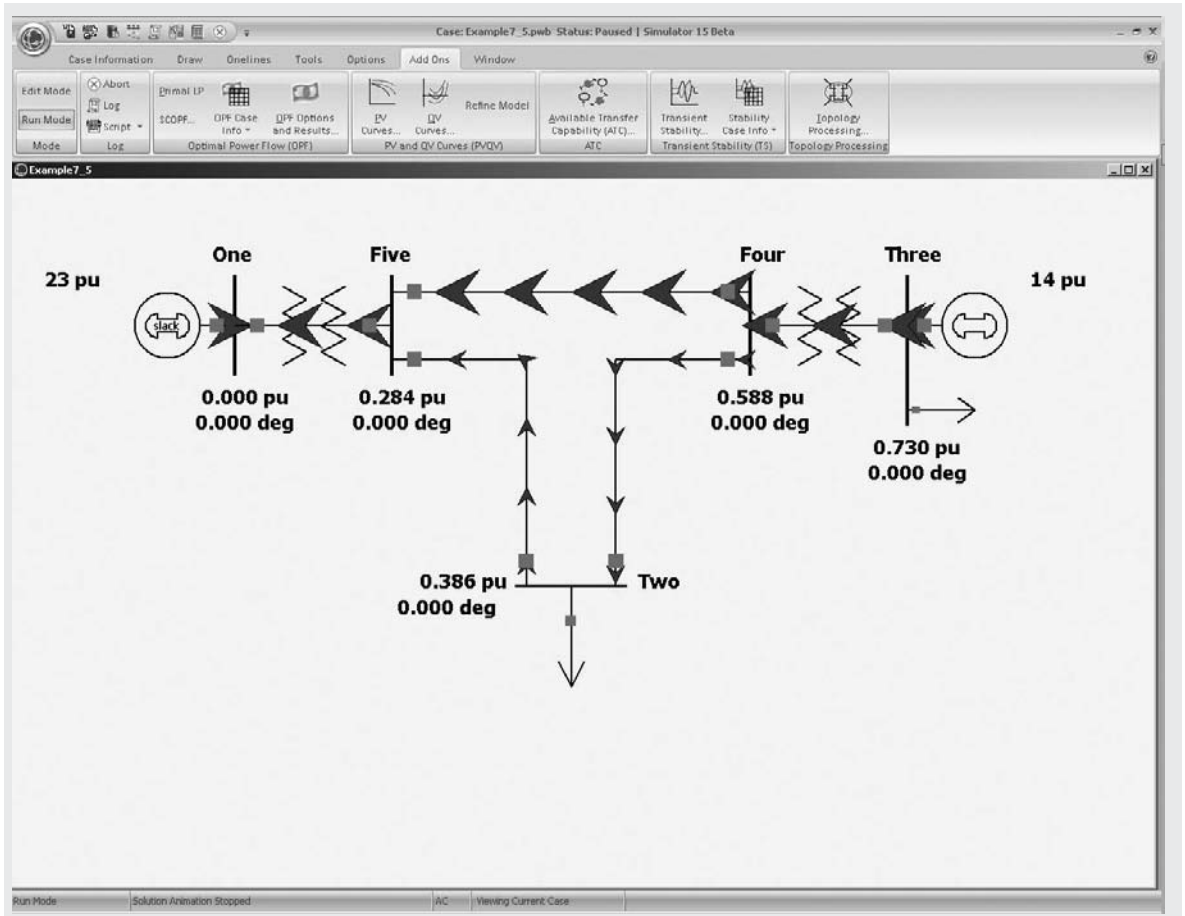 Case: Example7_5.pwb Status: Paused | Simulator 15 Beta
Case Information Draw Onelines Tools Options Add Ons Window
Edit Mode
Run Mode
Mode
Abort
Log
Script
Log
Primal LP
SCOPF...
OPF Case
Info
OPF Options
and Results...
Optimal Power Flow (OPF)
PV
Curves...
QV
Curves...
Refine Model
PV and QV Curves (PVQV)
Available Transfer
Capability (ATC)...
ATC
Transient
Stability...
Stability
Case Info
Transient Stability (TS)
Topology
Processing...
Topology Processing
Example7_5
One
Five
Four
Three
23 pu
14 pu
slack
0.000 pu
0.000 deg
0.284 pu
0.000 deg
0.588 pu
0.000 deg
0.730 pu
0.000 deg
0.386 pu
0.000 deg
Two
Run Mode
Solution Animation Stopped
AC
Viewing Current Case